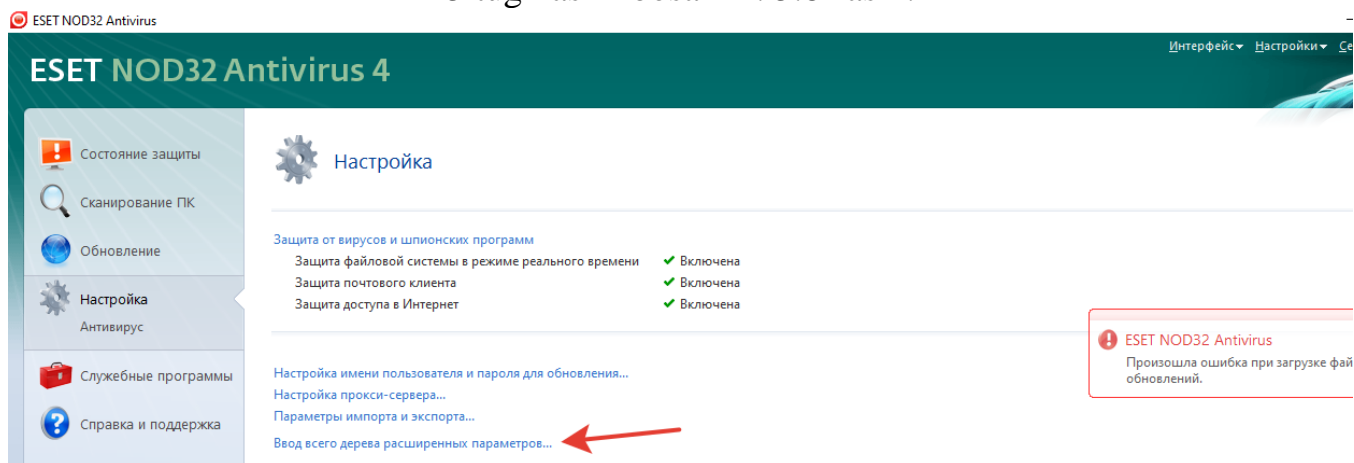 ESET NOD32 Antivirus
Интерфейс Настройки
ESET NOD32 Antivirus 4
Состояние защиты
Сканирование ПК
Обновление
Настройка
Антивирус
Служебные программы
Справка и поддержка
Настройка
Защита от вирусов и шпионских программ
Защита файловой системы в режиме реального времени Включена
Защита почтового клиента Включена
Защита доступа в Интернет Включена
Настройка имени пользователя и пароля для обновления...
Настройка прокси-сервера...
Параметры импорта и экспорта...
Ввод всего дерева расширенных параметров...
ESET NOD32 Antivirus
Произошла ошибка при загрузке фай
обновлений.